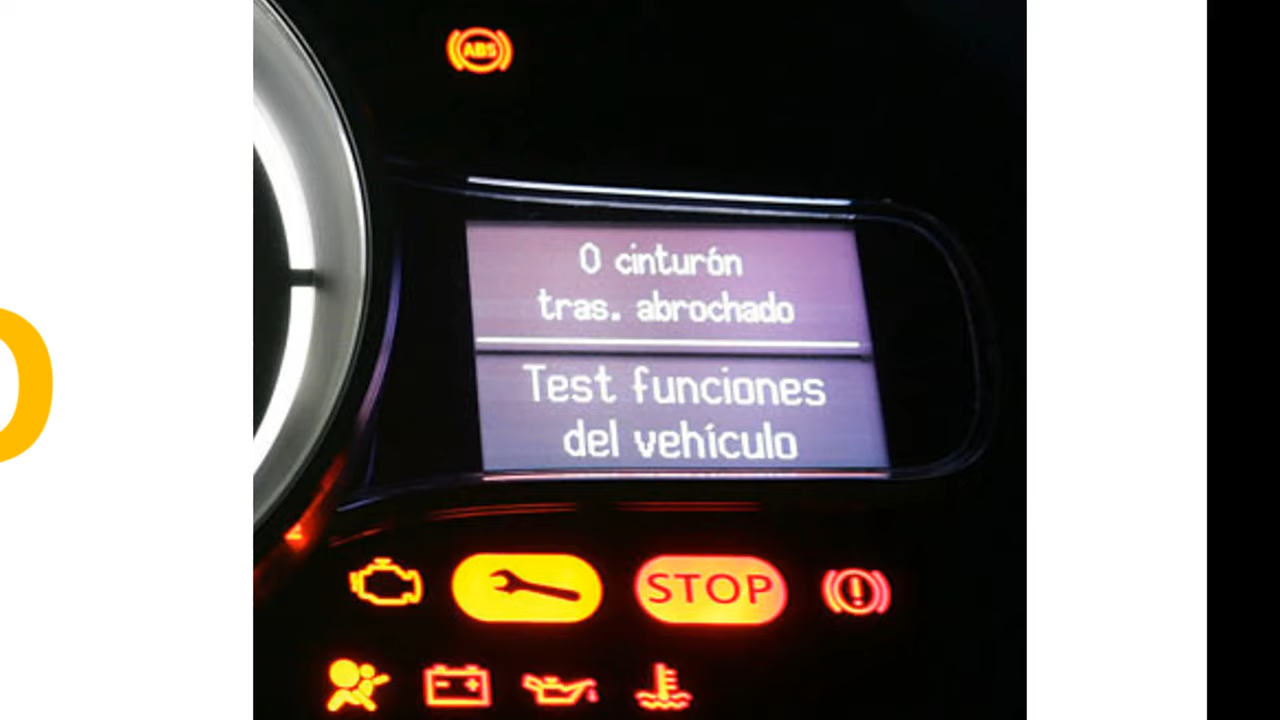 ABS
0 cinturón
tras. abrochado
Test funciones
del vehículo
STOP